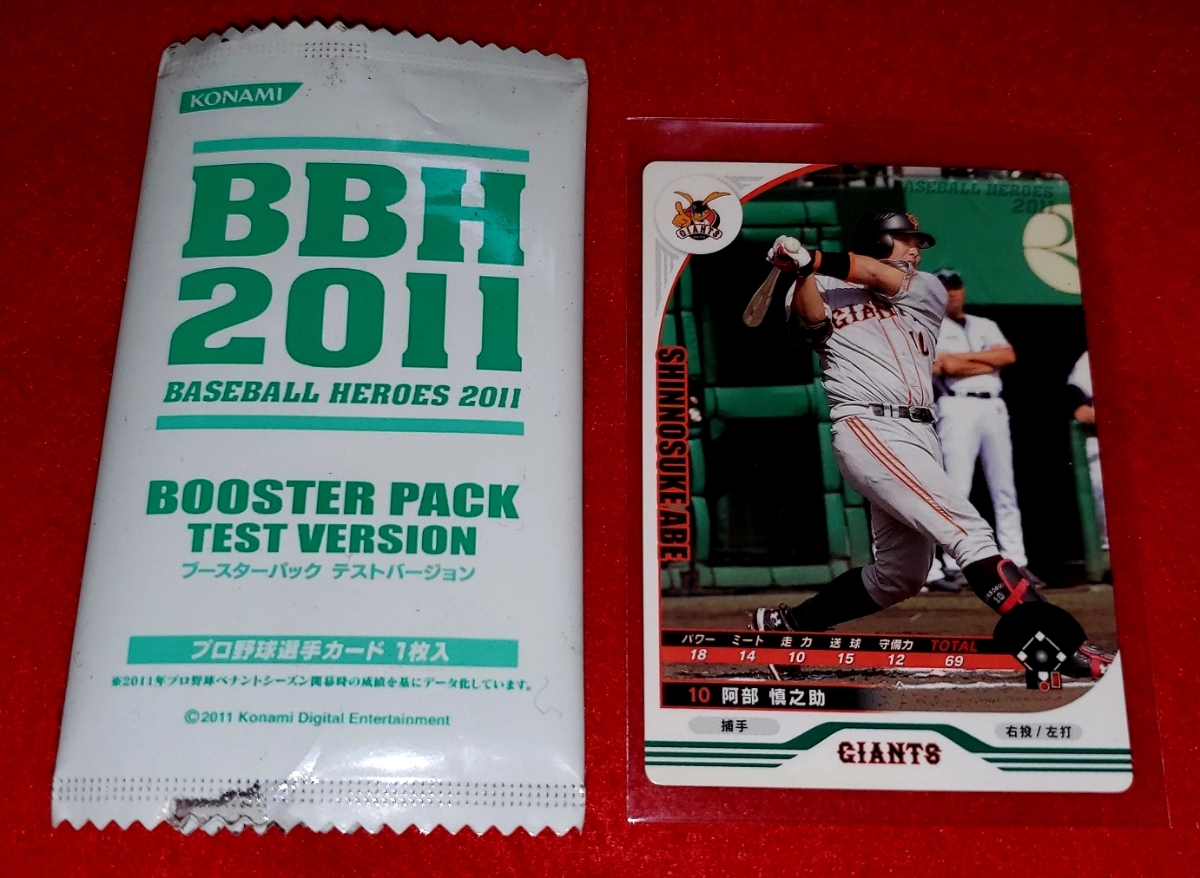 KONAMI
BBH
2011
BASEBALL HEROES 2011
BOOSTER PACK
TEST VERSION
ブースターパック テストバージョン
プロ野球選手カード 1枚入
※2011年プロ野球ペナントシーズン開幕時の成績を基にデータ化しています。
©2011 Konami Digital Entertainment
BASEBALL HEROES
2011
GIANTS
GIANTS
10
SHINNOSUKE ABE
パワー ミート 走力 送球 守備力 TOTAL
18 14 10 15 12 69
10 阿部 慎之助
捕手
右投/左打
GIANTS